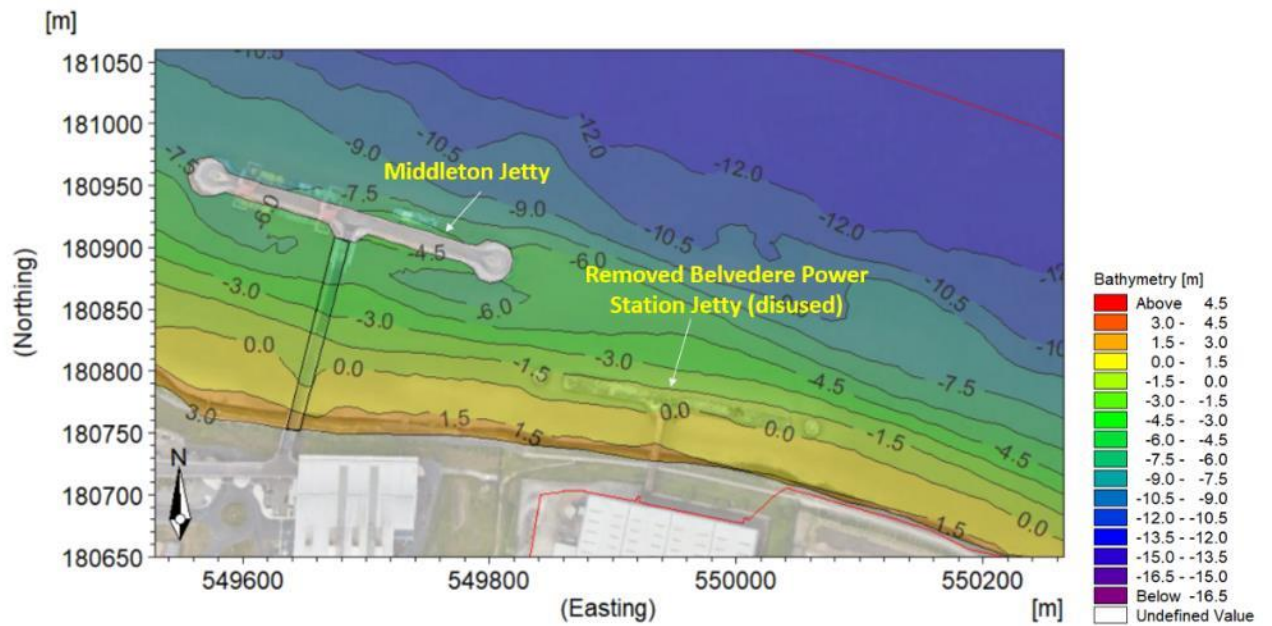 [m]
181050
181000
180950
180900
180850
180800
180750
180700
180650
(Northing)
-10.5
-12.0
-9.0
-10.5
-12.0
-7.5
Middleton Jetty
-7.5
-9.0
-12.0
-6.0
-10.5
-4.5
-6.0
Removed Belvedere Power
Station Jetty (disused)
-10.5
-3.0
-6.0
-3.0
-3.0
0.0
0.0
-1.5
-4.5
-7.5
3.0
1.5
1.5
0.0
0.0
-1.5
-4.5
1.5
0.0
N
549600
549800
550000
550200
(Easting)
[m]
Bathymetry [m]
Above 4.5
3.0 - 4.5
1.5 - 3.0
0.0 - 1.5
-1.5 - 0.0
-3.0 - -1.5
-4.5 - -3.0
-6.0 - -4.5
-7.5 - -6.0
-9.0 - -7.5
-10.5 - -9.0
-12.0 - -10.5
-13.5 - -12.0
-15.0 - -13.5
-16.5 - -15.0
Below -16.5
Undefined Value